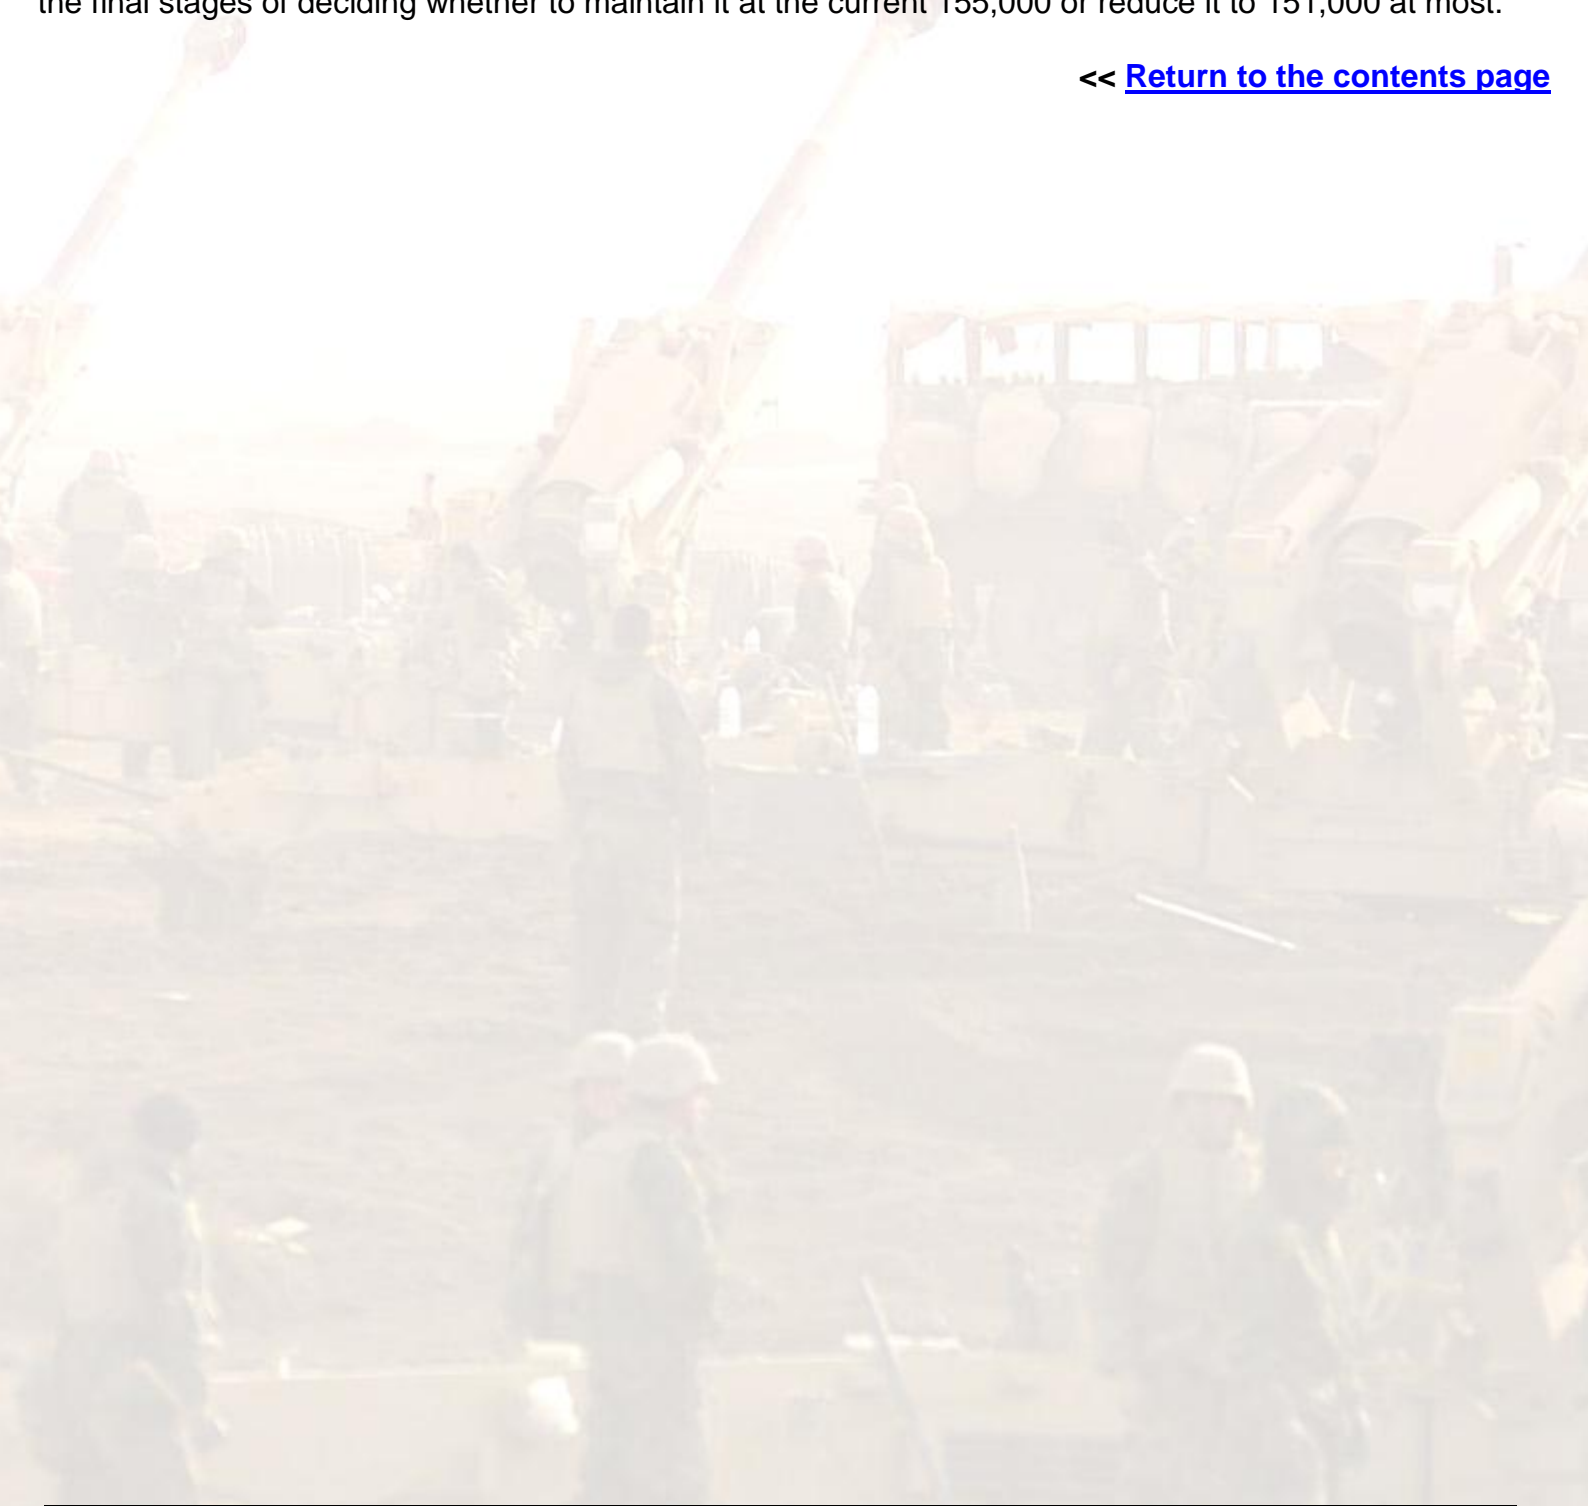 the final stages of deciding whether to maintain it at the current 155,000 or reduce it to 151,000 at most.
<< Return to the contents page